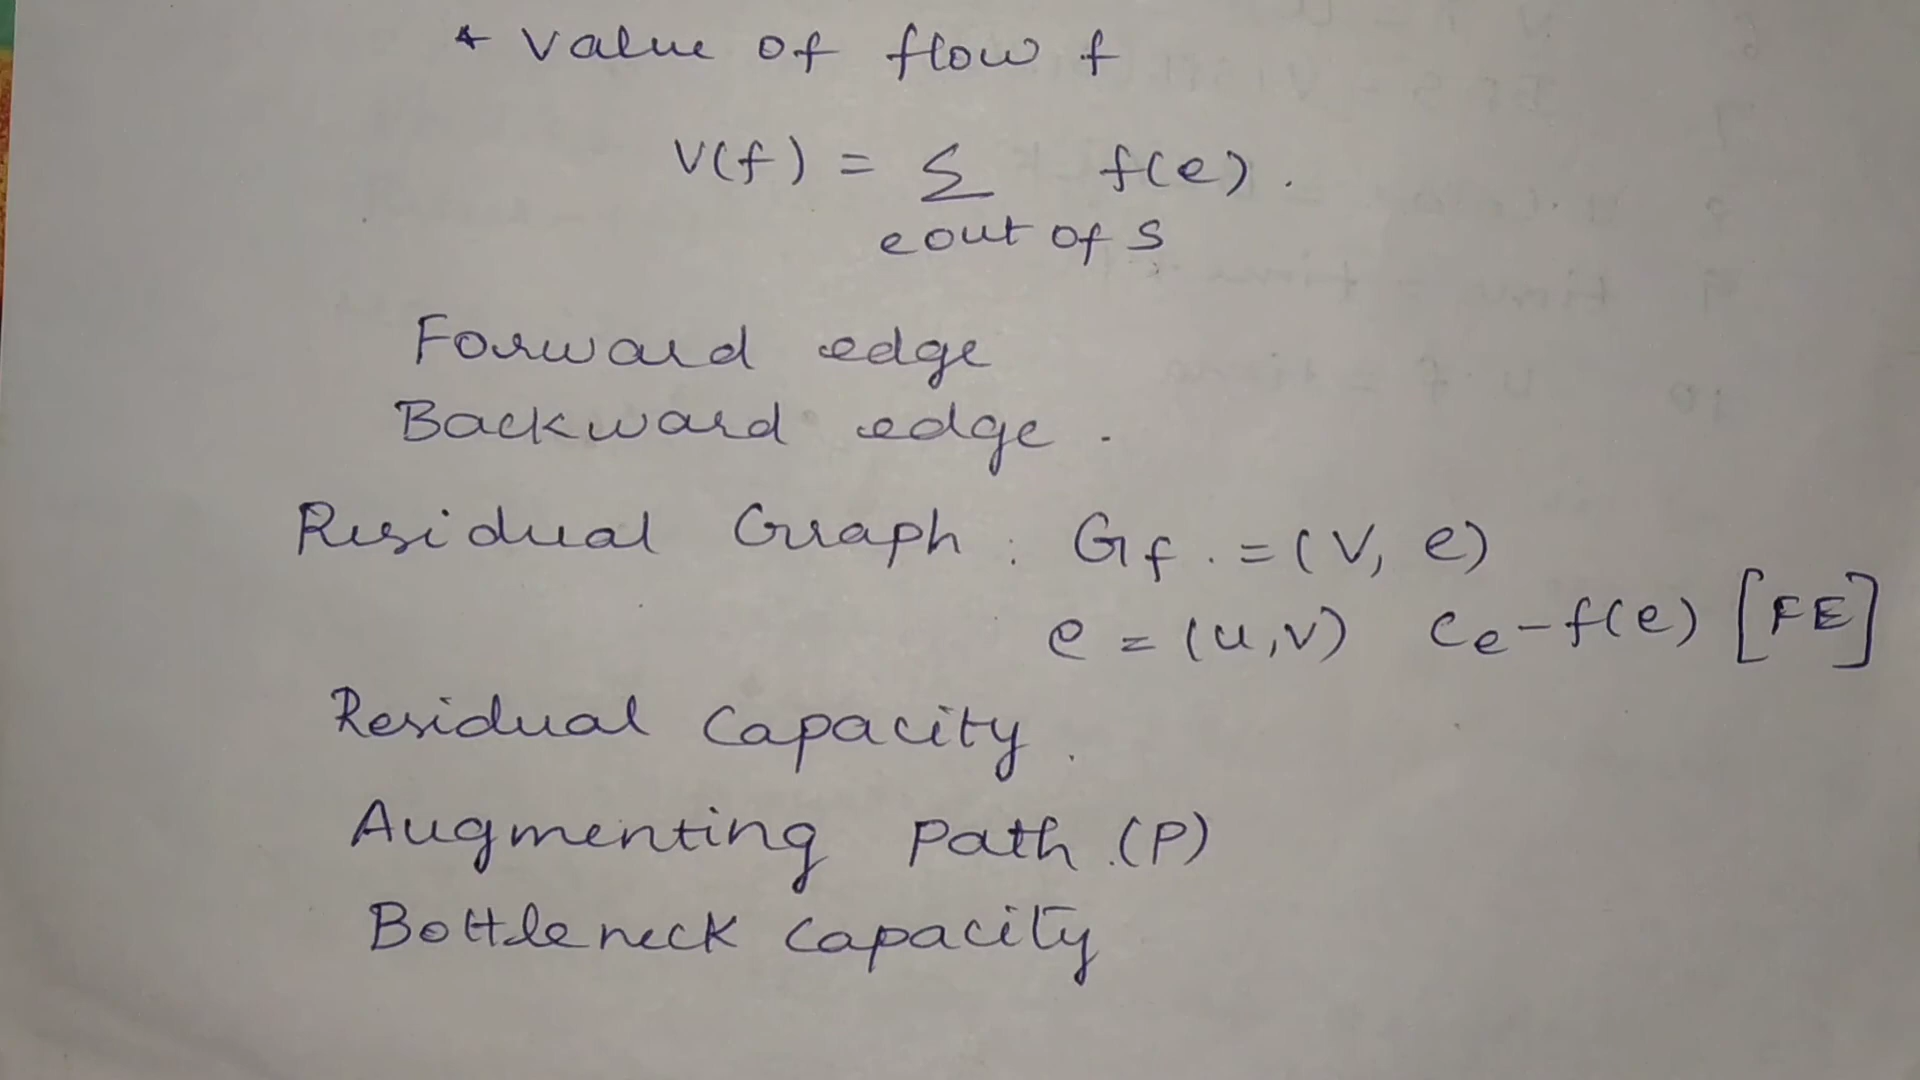 * Value of flow f
V(f) = Σ f(e).
e out of s
Forward edge
Backward edge.
Residual Graph : Gf. = (V, e)
e = (u,v) Ce-f(e) [FE]
Residual Capacity.
Augmenting Path.(P)
Bottleneck Capacity